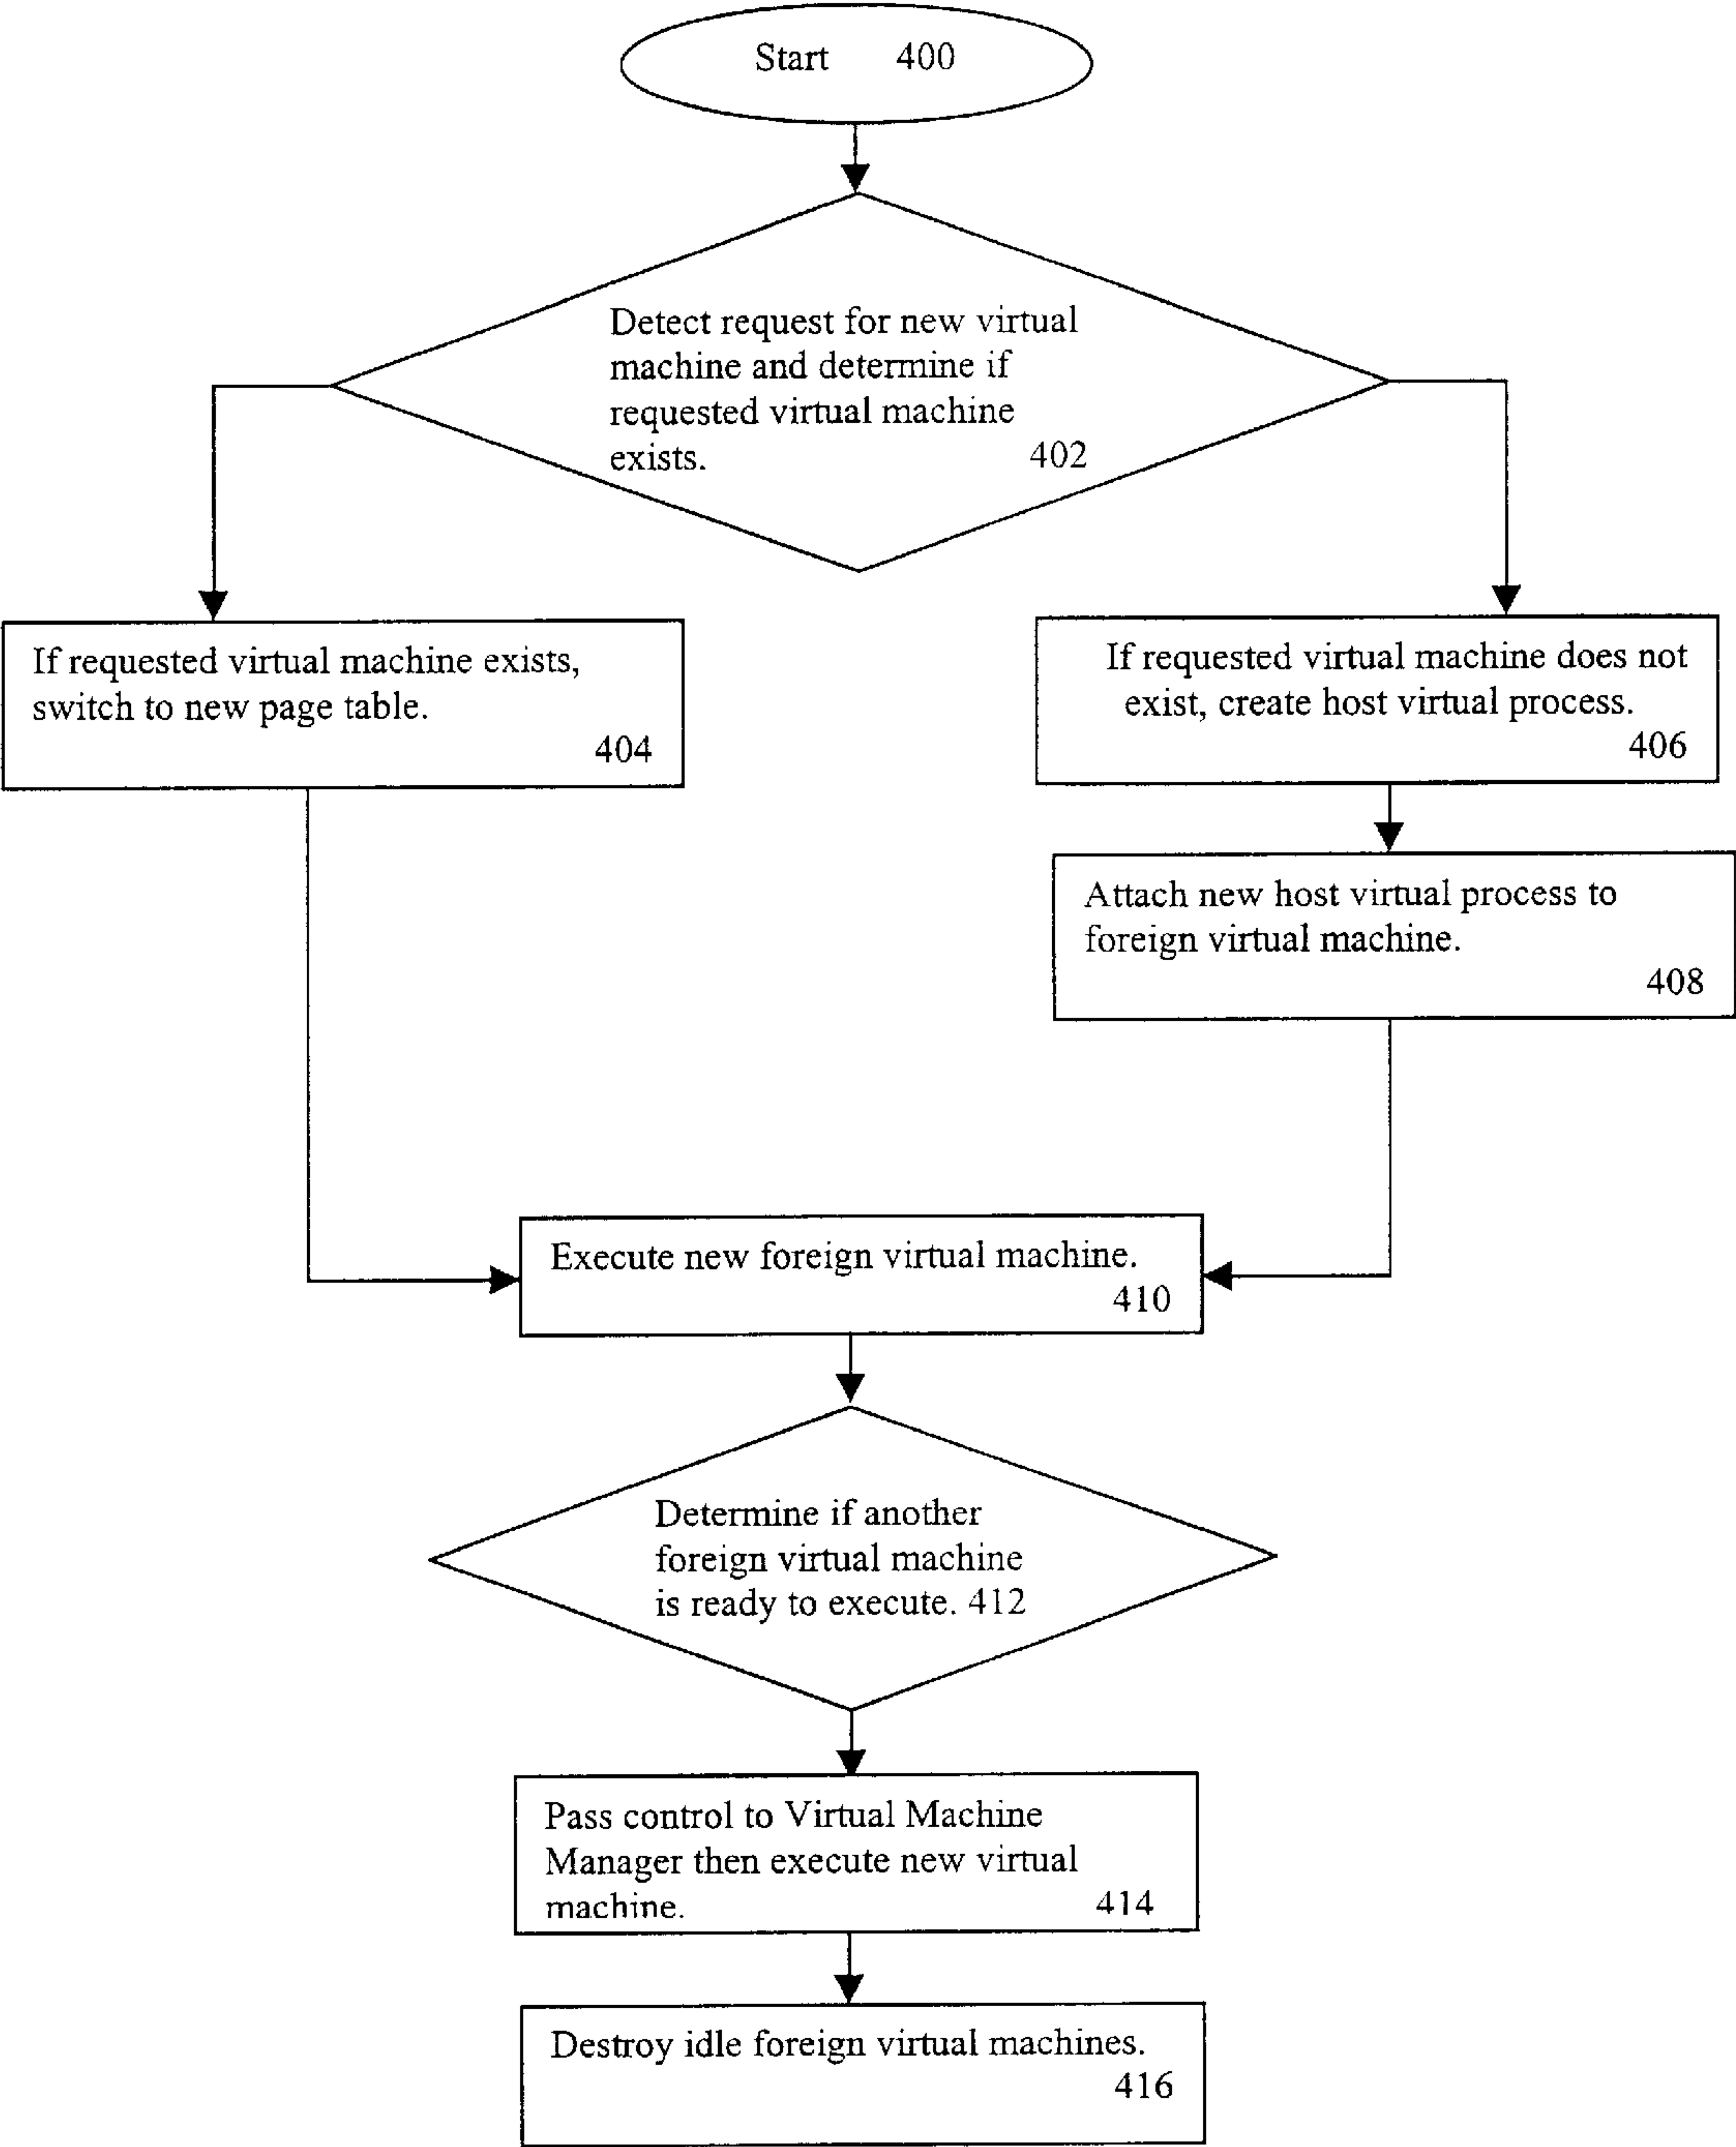 Start 400
Detect request for new virtual
machine and determine if
requested virtual machine
exists. 402
If requested virtual machine exists,
switch to new page table.
404
If requested virtual machine does not
exist, create host virtual process.
406
Attach new host virtual process to
foreign virtual machine.
408
Execute new foreign virtual machine.
410
Determine if another
foreign virtual machine
is ready to execute. 412
Pass control to Virtual Machine
Manager then execute new virtual
machine. 414
Destroy idle foreign virtual machines.
416